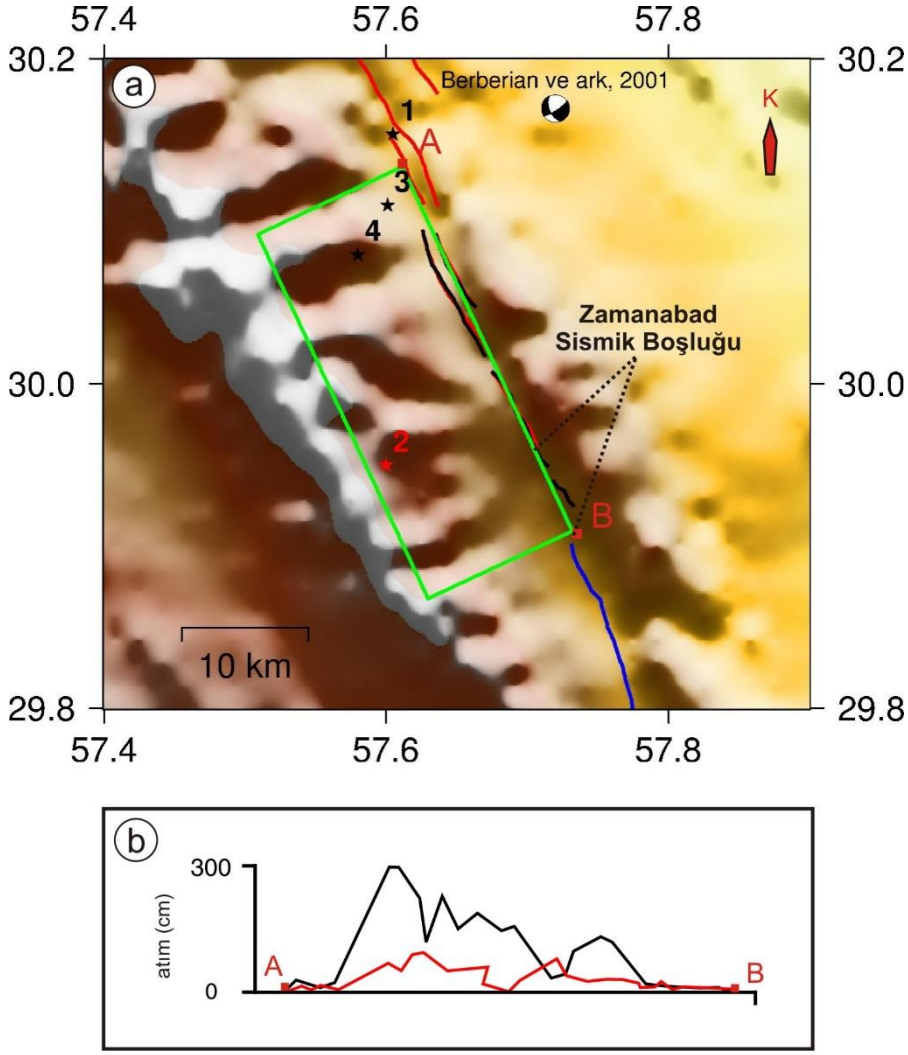 57.4 57.6 57.8
30.2 30.2
a
Berberian ve ark, 2001
K
1
A
3
4
Zamanabad
Sismik Boşluğu
30.0 30.0
2
B
10 km
29.8 29.8
57.4 57.6 57.8
b
300
atım (cm)
A B
0